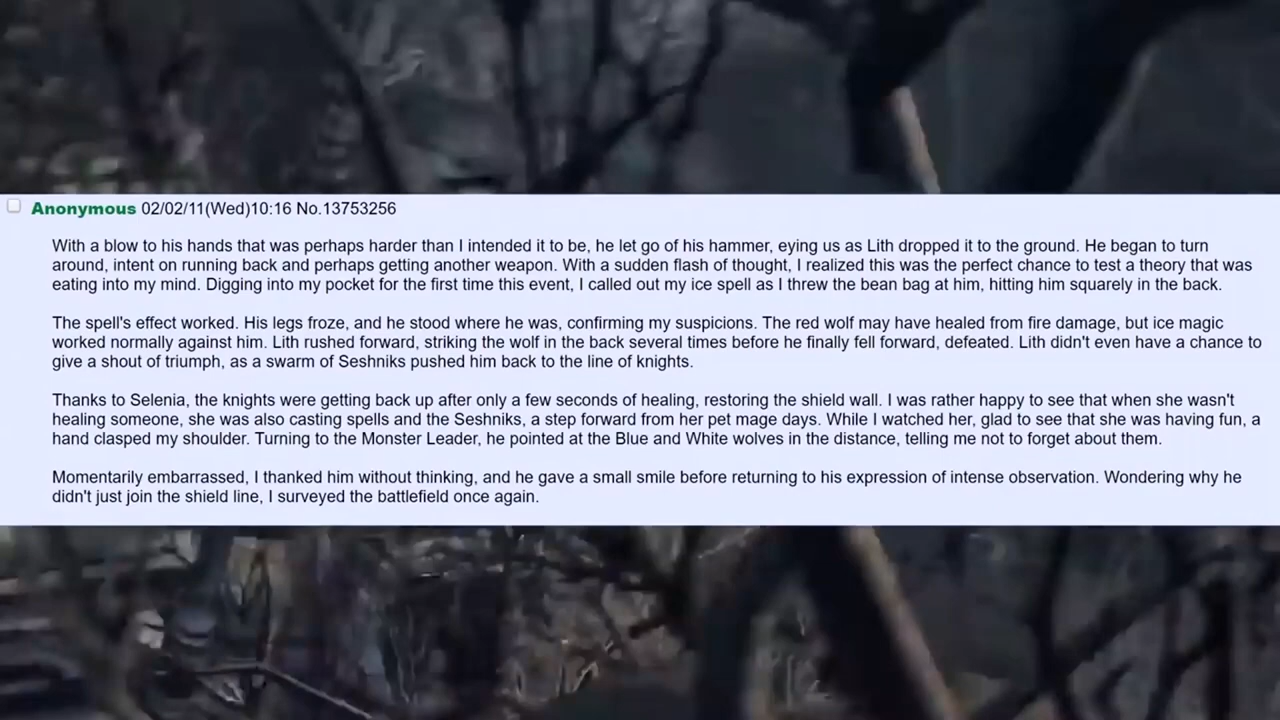 Anonymous 02/02/11(Wed)10:16 No.13753256
With a blow to his hands that was perhaps harder than I intended it to be, he let go of his hammer, eying us as Lith dropped it to the ground. He began to turn
around, intent on running back and perhaps getting another weapon. With a sudden flash of thought, I realized this was the perfect chance to test a theory that was
eating into my mind. Digging into my pocket for the first time this event, I called out my ice spell as I threw the bean bag at him, hitting him squarely in the back.
The spell's effect worked. His legs froze, and he stood where he was, confirming my suspicions. The red wolf may have healed from fire damage, but ice magic
worked normally against him. Lith rushed forward, striking the wolf in the back several times before he finally fell forward, defeated. Lith didn't even have a chance to
give a shout of triumph, as a swarm of Seshniks pushed him back to the line of knights.
Thanks to Selenia, the knights were getting back up after only a few seconds of healing, restoring the shield wall. I was rather happy to see that when she wasn't
healing someone, she was also casting spells and the Seshniks, a step forward from her pet mage days. While I watched her, glad to see that she was having fun, a
hand clasped my shoulder. Turning to the Monster Leader, he pointed at the Blue and White wolves in the distance, telling me not to forget about them.
Momentarily embarrassed, I thanked him without thinking, and he gave a small smile before returning to his expression of intense observation. Wondering why he
didn't just join the shield line, I surveyed the battlefield once again.